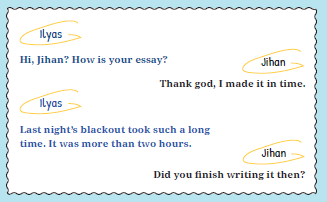 Ilyas
Hi, Jihan? How is your essay?
Jihan
Thank god, I made it in time.
Ilyas
Last night's blackout took such a long
time. It was more than two hours.
Jihan
Did you finish writing it then?